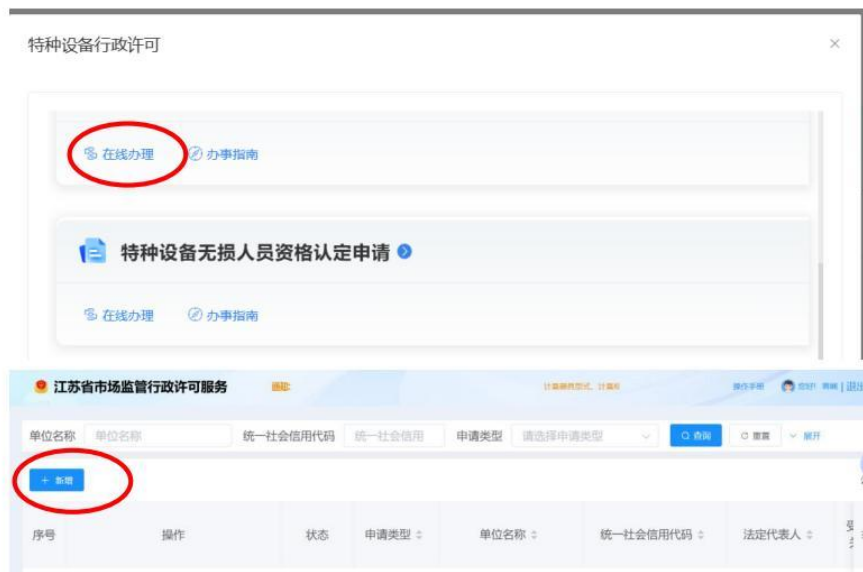 特种设备行政许可
在线办理 办事指南
特种设备无损人员资格认定申请
在线办理 办事指南
江苏省市场监管行政许可服务 操作手册 您好!
单位名称 单位名称 统一社会信用代码 统一社会信用 申请类型 请选择申请类型 查询 重置 展开
+ 新增
序号 操作 状态 申请类型 单位名称 统一社会信用代码 法定代表人